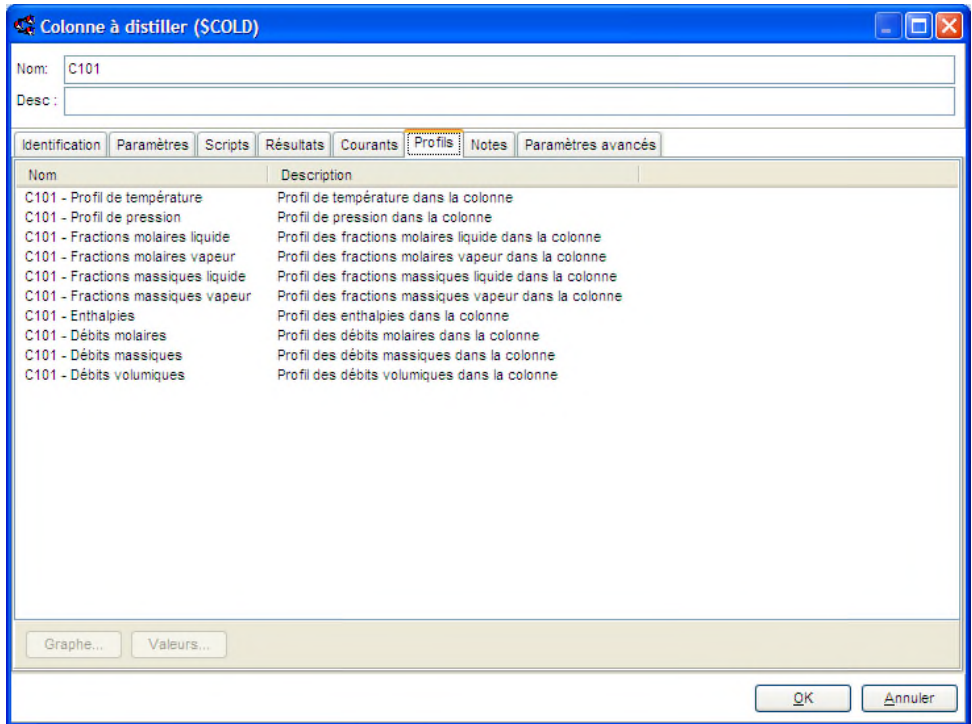 Colonne à distiller ($COLD)
Nom: C101
Desc :
Identification Paramètres Scripts Résultats Courants Profils Notes Paramètres avancés
Nom Description
C101 - Profil de température Profil de température dans la colonne
C101 - Profil de pression Profil de pression dans la colonne
C101 - Fractions molaires liquide Profil des fractions molaires liquide dans la colonne
C101 - Fractions molaires vapeur Profil des fractions molaires vapeur dans la colonne
C101 - Fractions massiques liquide Profil des fractions massiques liquide dans la colonne
C101 - Fractions massiques vapeur Profil des fractions massiques vapeur dans la colonne
C101 - Enthalpies Profil des enthalpies dans la colonne
C101 - Débits molaires Profil des débits molaires dans la colonne
C101 - Débits massiques Profil des débits massiques dans la colonne
C101 - Débits volumiques Profil des débits volumiques dans la colonne
Graphe... Valeurs...
OK Annuler